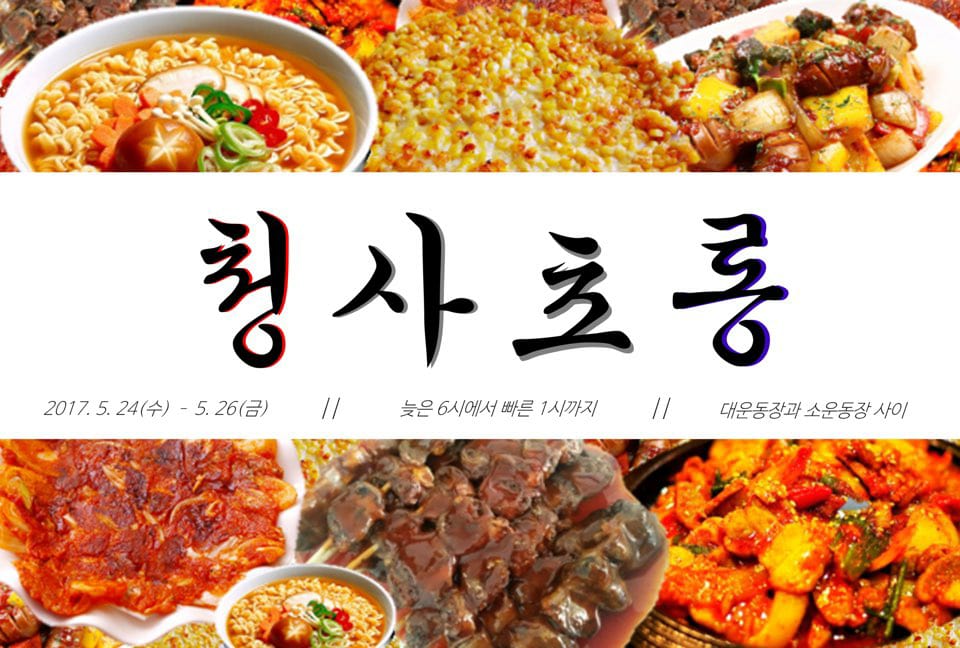 청사초롱
2017. 5. 24(수) - 5. 26(금) // 늦은 6시에서 빠른 1시까지 // 대운동장과 소운동장 사이